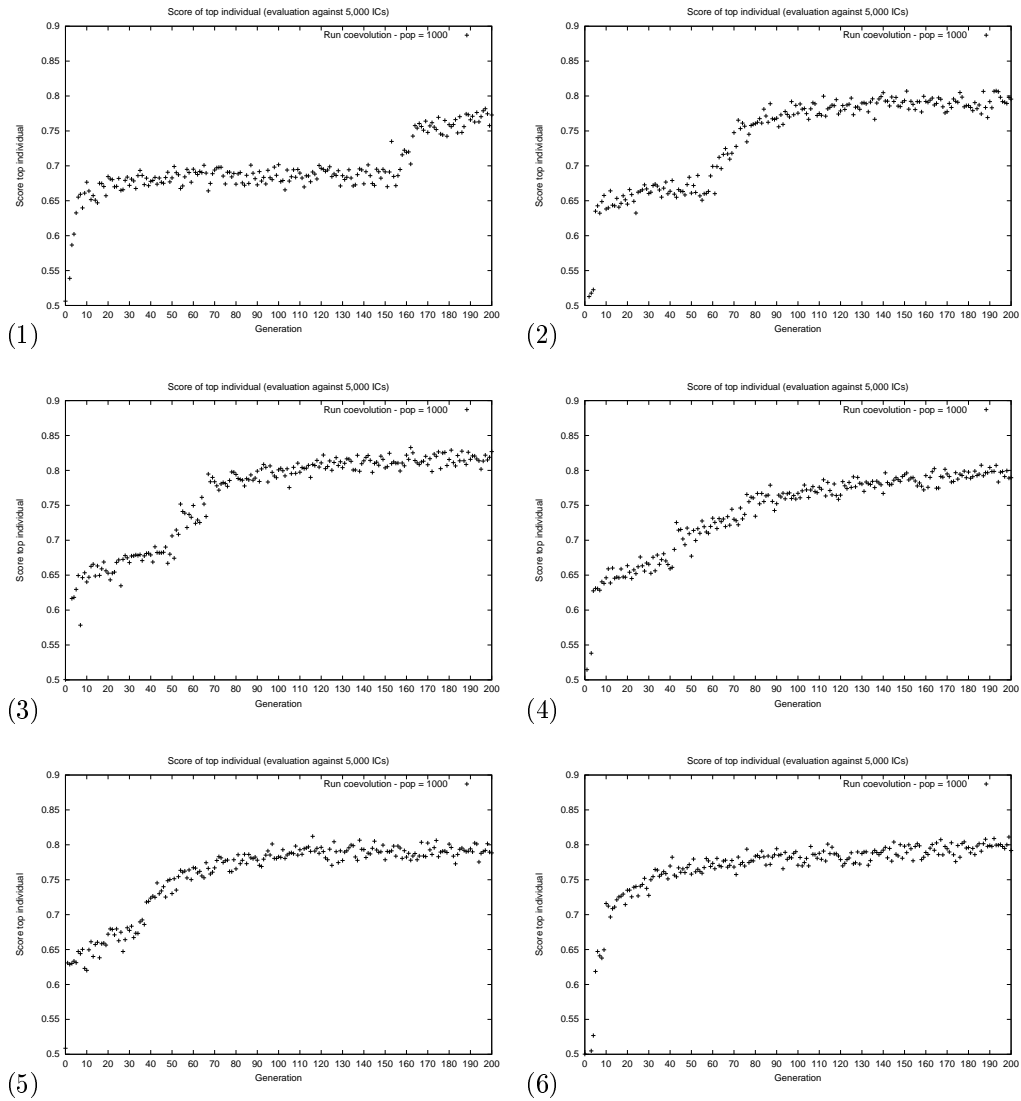 Score of top individual (evaluation against 5,000 ICs)
Run coevolution - pop = 1000
Score top individual
0.9
0.85
0.8
0.75
0.7
0.65
0.6
0.55
0.5
0 10 20 30 40 50 60 70 80 90 100 110 120 130 140 150 160 170 180 190 200
Generation
(1)
Score of top individual (evaluation against 5,000 ICs)
Run coevolution - pop = 1000
Score top individual
0.9
0.85
0.8
0.75
0.7
0.65
0.6
0.55
0.5
0 10 20 30 40 50 60 70 80 90 100 110 120 130 140 150 160 170 180 190 200
Generation
(2)
Score of top individual (evaluation against 5,000 ICs)
Run coevolution - pop = 1000
Score top individual
0.9
0.85
0.8
0.75
0.7
0.65
0.6
0.55
0.5
0 10 20 30 40 50 60 70 80 90 100 110 120 130 140 150 160 170 180 190 200
Generation
(3)
Score of top individual (evaluation against 5,000 ICs)
Run coevolution - pop = 1000
Score top individual
0.9
0.85
0.8
0.75
0.7
0.65
0.6
0.55
0.5
0 10 20 30 40 50 60 70 80 90 100 110 120 130 140 150 160 170 180 190 200
Generation
(4)
Score of top individual (evaluation against 5,000 ICs)
Run coevolution - pop = 1000
Score top individual
0.9
0.85
0.8
0.75
0.7
0.65
0.6
0.55
0.5
0 10 20 30 40 50 60 70 80 90 100 110 120 130 140 150 160 170 180 190 200
Generation
(5)
Score of top individual (evaluation against 5,000 ICs)
Run coevolution - pop = 1000
Score top individual
0.9
0.85
0.8
0.75
0.7
0.65
0.6
0.55
0.5
0 10 20 30 40 50 60 70 80 90 100 110 120 130 140 150 160 170 180 190 200
Generation
(6)